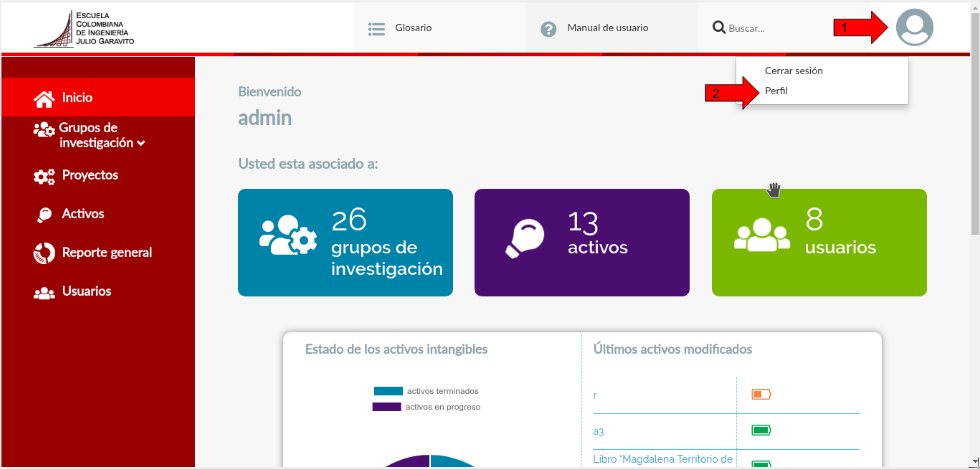 ESCUELA
COLOMBIANA
DE INGENIERÍA
JULIO GARAVITO
Glosario
Manual de usuario
Buscar...
1
Cerrar sesión
2
Perfil
Inicio
Grupos de
investigación
Proyectos
Activos
Reporte general
Usuarios
Bienvenido
admin
Usted esta asociado a:
26
grupos de
investigación
13
activos
8
usuarios
Estado de los activos intangibles
activos terminados
activos en progreso
Últimos activos modificados
r
a3
Libro "Magdalena Territorio de